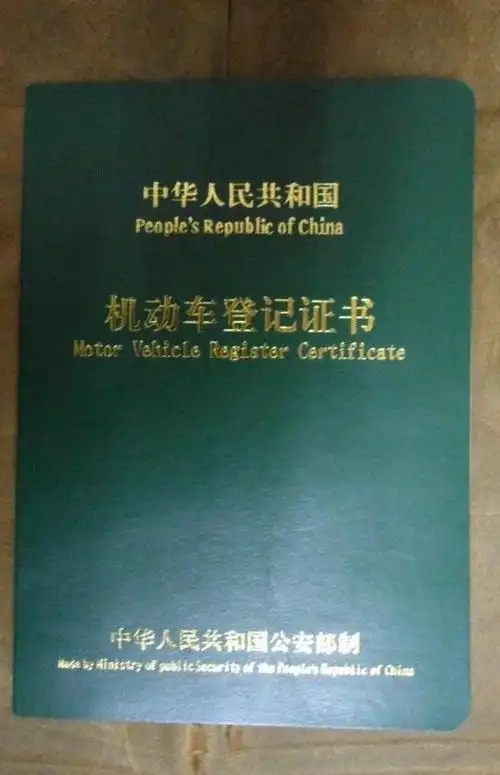 中华人民共和国
People's Republic of China
机动车登记证书
Motor Vehicle Register Certificate
中华人民共和国公安部制
Made by Ministry of public Security of the People's Republic of China